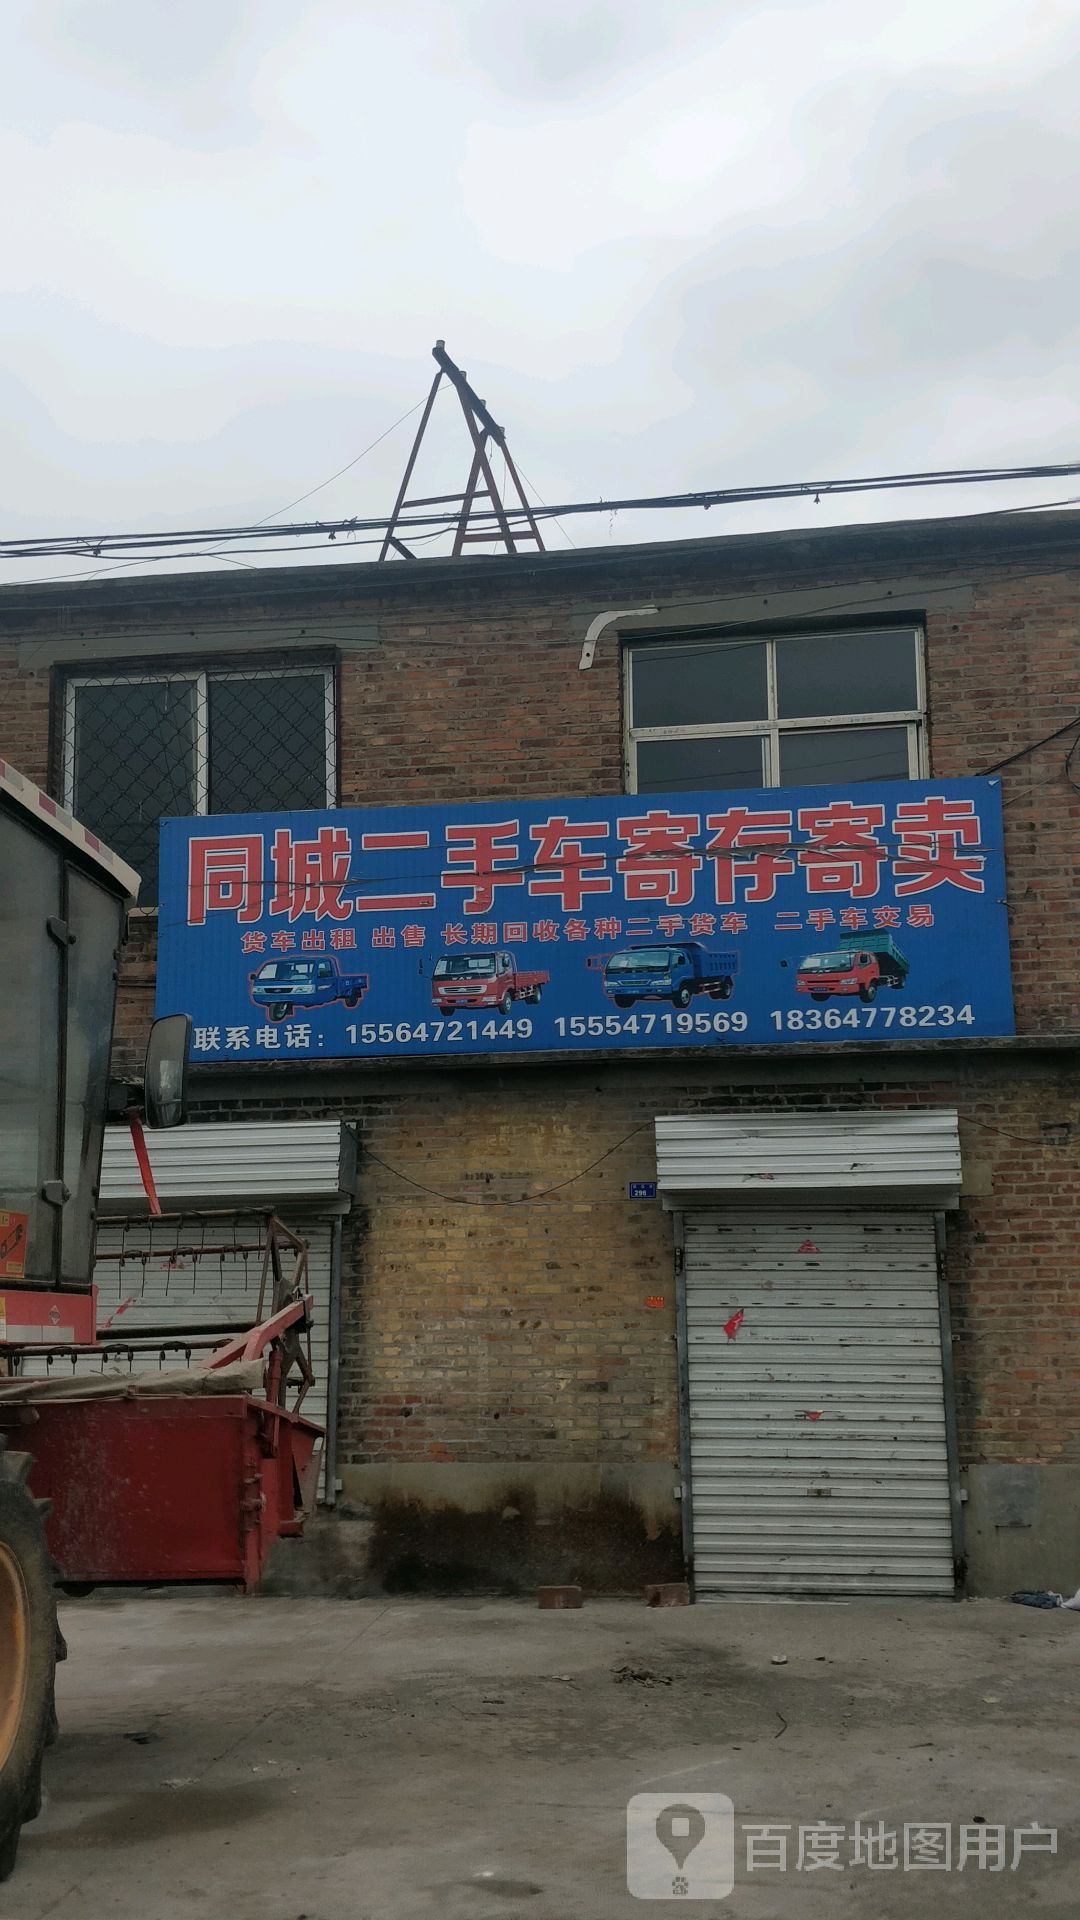 同城二手车寄存寄卖
货车出租 出售 长期回收各种二手货车 二手车交易
联系电话：15564721449 15554719569 18364778234
296
百度地图用户